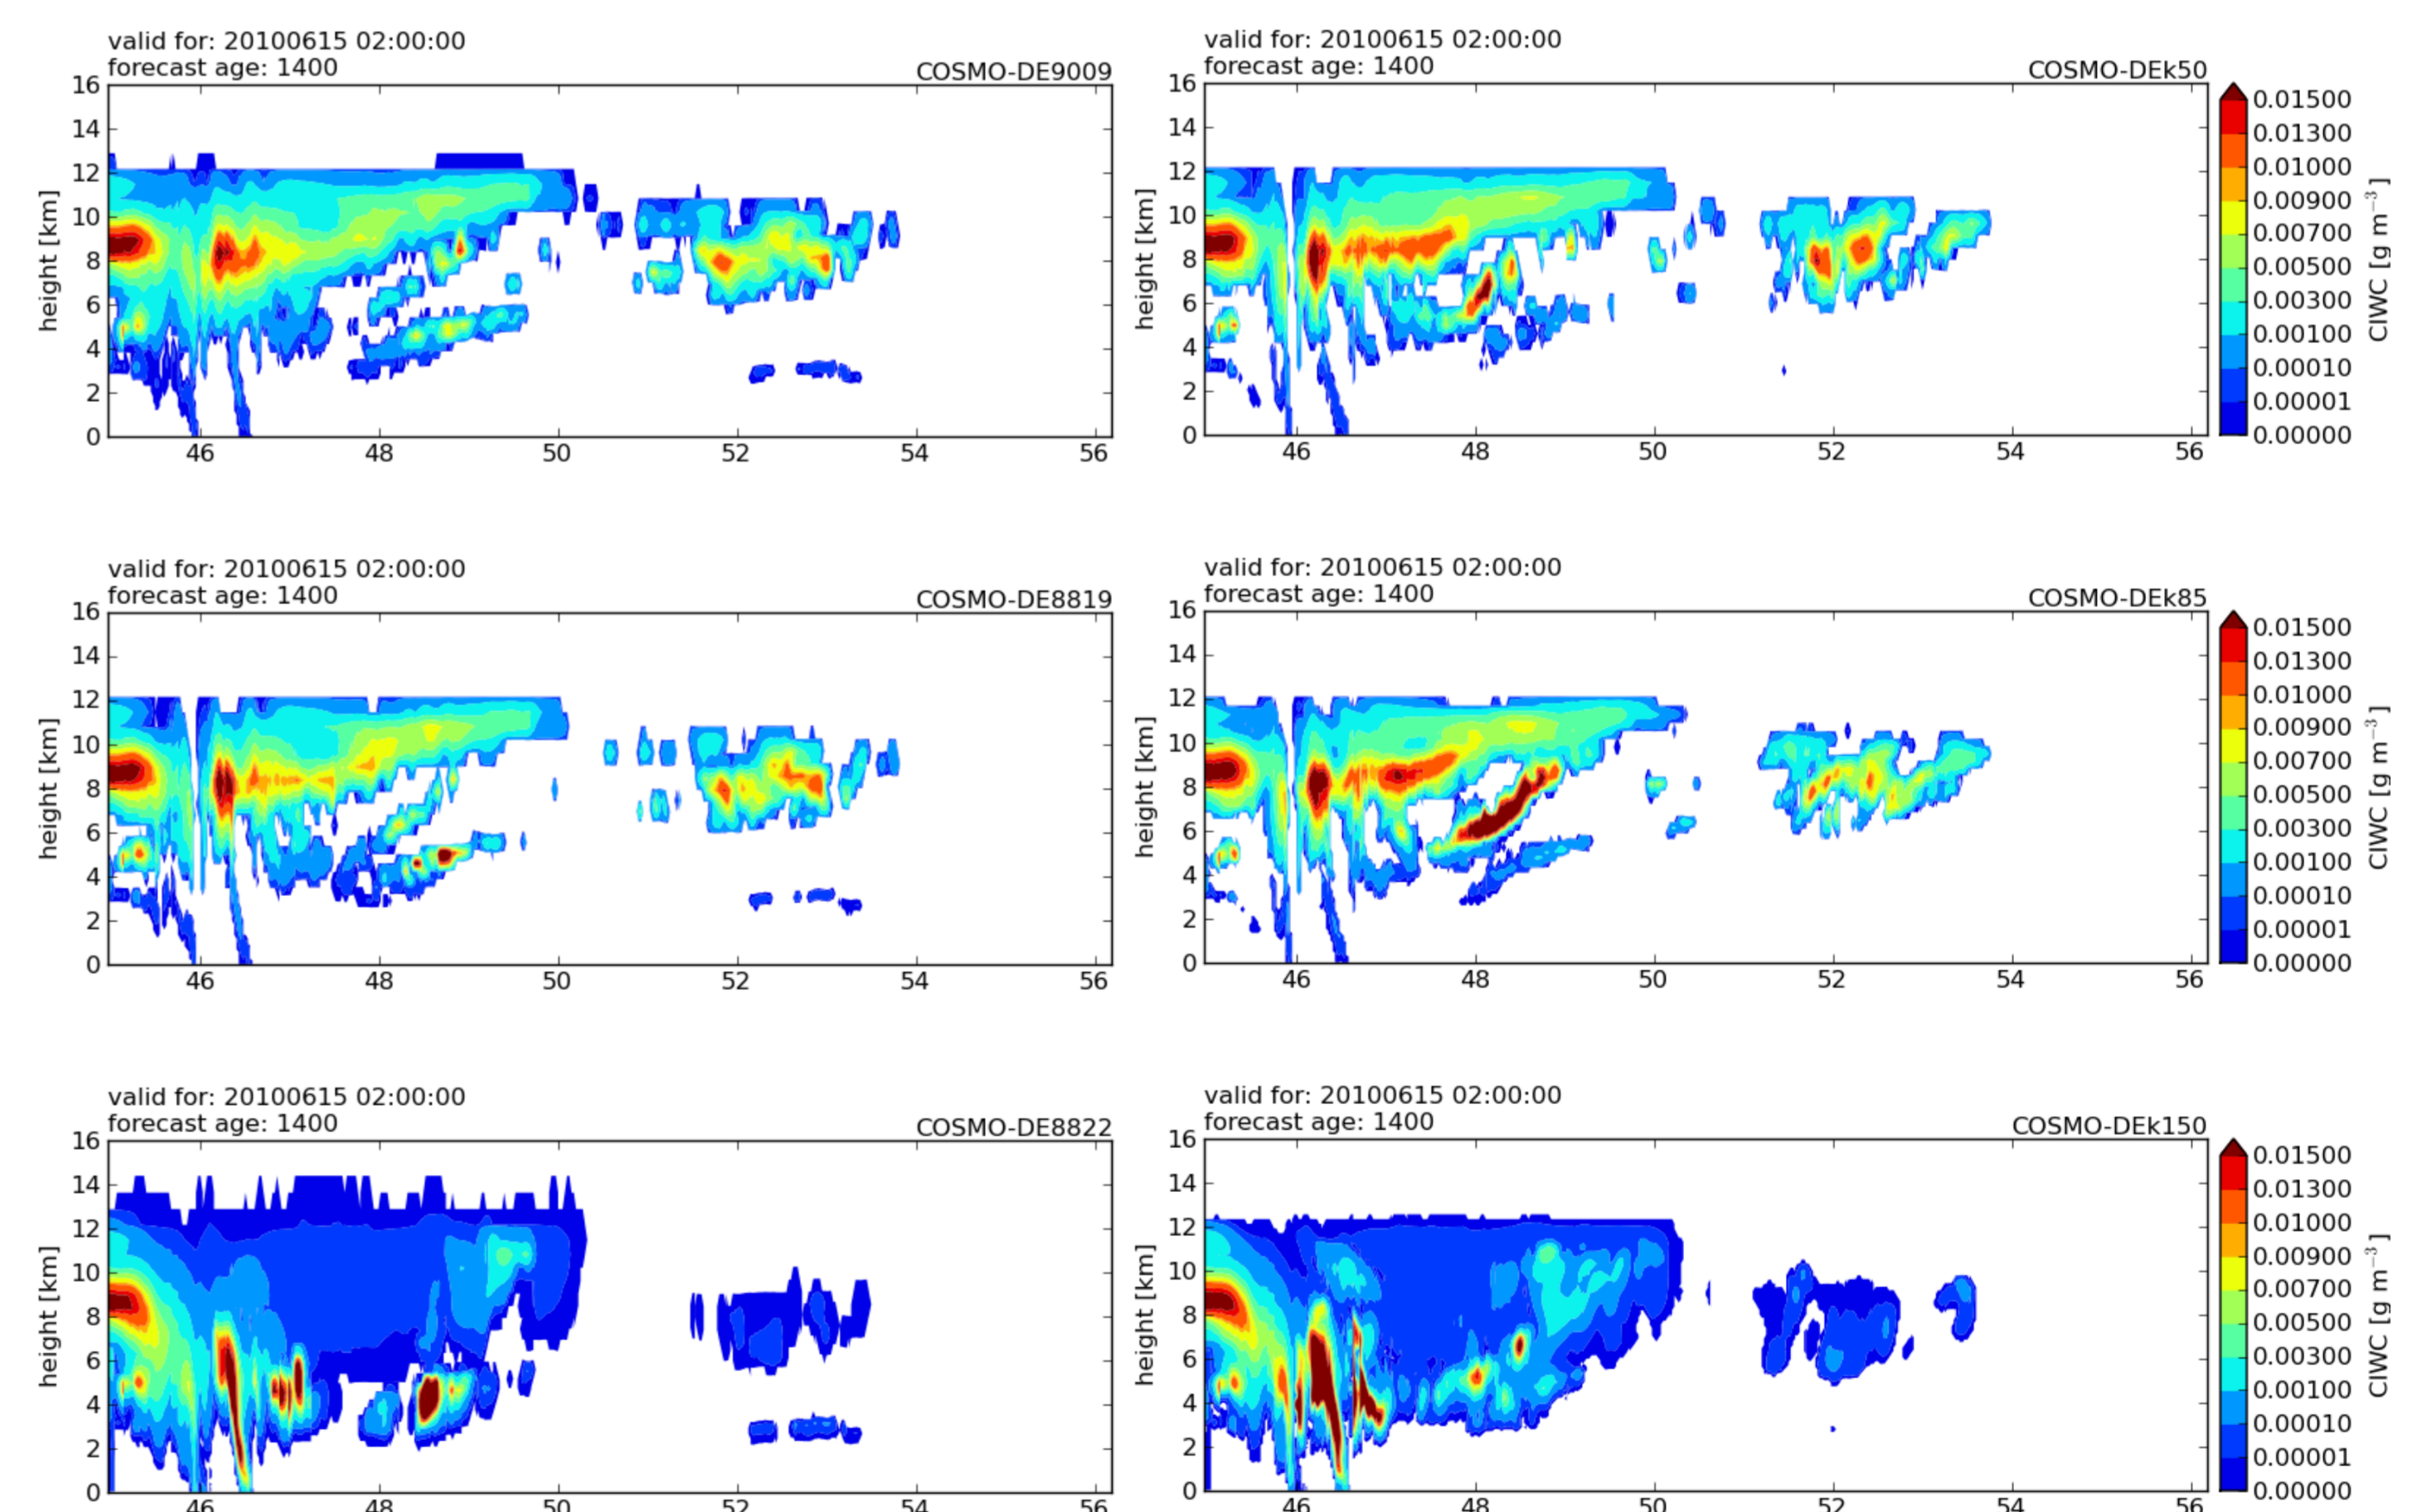 valid for: 20100615 02:00:00
forecast age: 1400
COSMO-DE9009
16
14
12
10
8
6
4
2
0
height [km]
46 48 50 52 54 56
valid for: 20100615 02:00:00
forecast age: 1400
COSMO-DEk50
16
14
12
10
8
6
4
2
0
height [km]
46 48 50 52 54 56
0.01500
0.01300
0.01000
0.00900
0.00700
0.00500
0.00300
0.00100
0.00010
0.00001
0.00000
CIWC [g m⁻³]
valid for: 20100615 02:00:00
forecast age: 1400
COSMO-DE8819
16
14
12
10
8
6
4
2
0
height [km]
46 48 50 52 54 56
valid for: 20100615 02:00:00
forecast age: 1400
COSMO-DEk85
16
14
12
10
8
6
4
2
0
height [km]
46 48 50 52 54 56
0.01500
0.01300
0.01000
0.00900
0.00700
0.00500
0.00300
0.00100
0.00010
0.00001
0.00000
CIWC [g m⁻³]
valid for: 20100615 02:00:00
forecast age: 1400
COSMO-DE8822
16
14
12
10
8
6
4
2
0
height [km]
46 48 50 52 54 56
valid for: 20100615 02:00:00
forecast age: 1400
COSMO-DEk150
16
14
12
10
8
6
4
2
0
height [km]
46 48 50 52 54 56
0.01500
0.01300
0.01000
0.00900
0.00700
0.00500
0.00300
0.00100
0.00010
0.00001
0.00000
CIWC [g m⁻³]